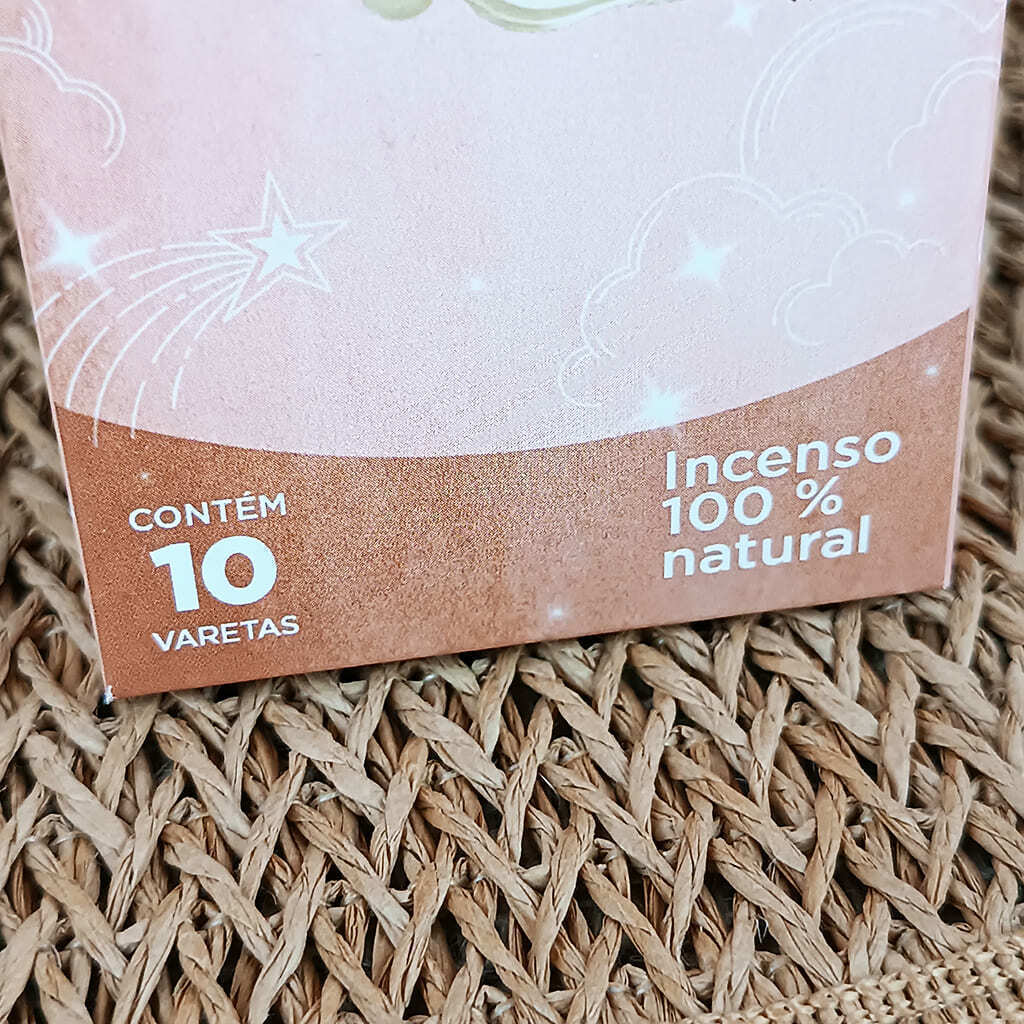 CONTÉM
10
VARETAS
Incenso
100 %
natural